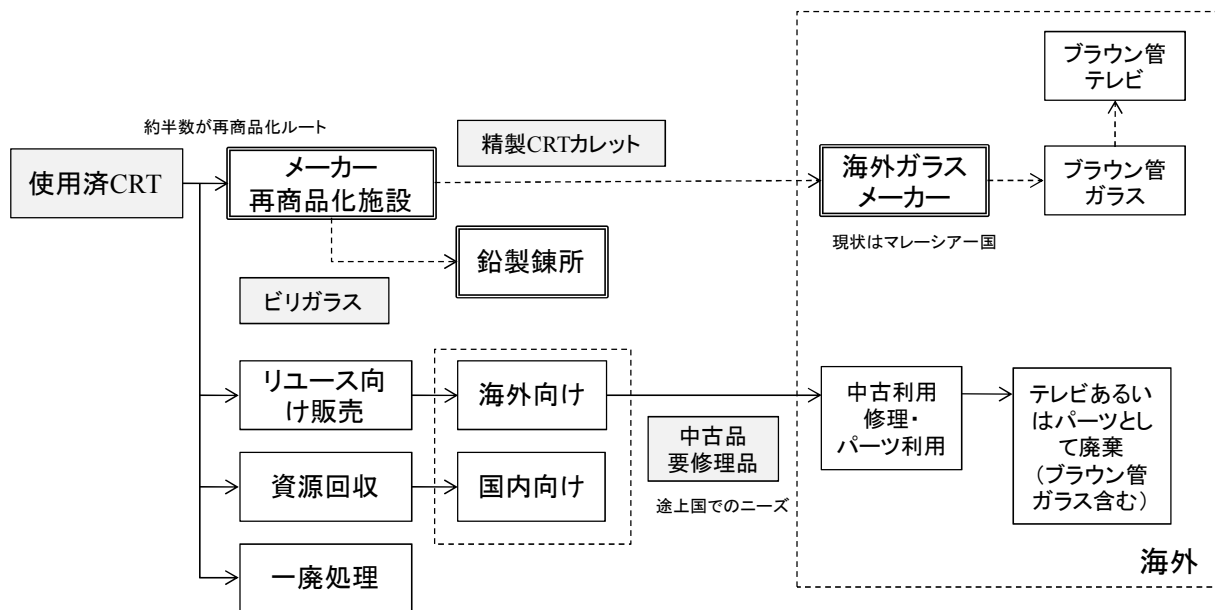 約半数が再商品化ルート
使用済CRT
メーカー
再商品化施設
精製CRTカレット
鉛製錬所
ビリガラス
海外ガラス
メーカー
現状はマレーシアー国
ブラウン管
テレビ
ブラウン管
ガラス
リユース向
け販売
海外向け
資源回収
国内向け
一廃処理
中古品
要修理品
途上国でのニーズ
中古利用
修理・
パーツ利用
テレビあるい
はパーツとし
て廃棄
(ブラウン管
ガラス含む)
海外